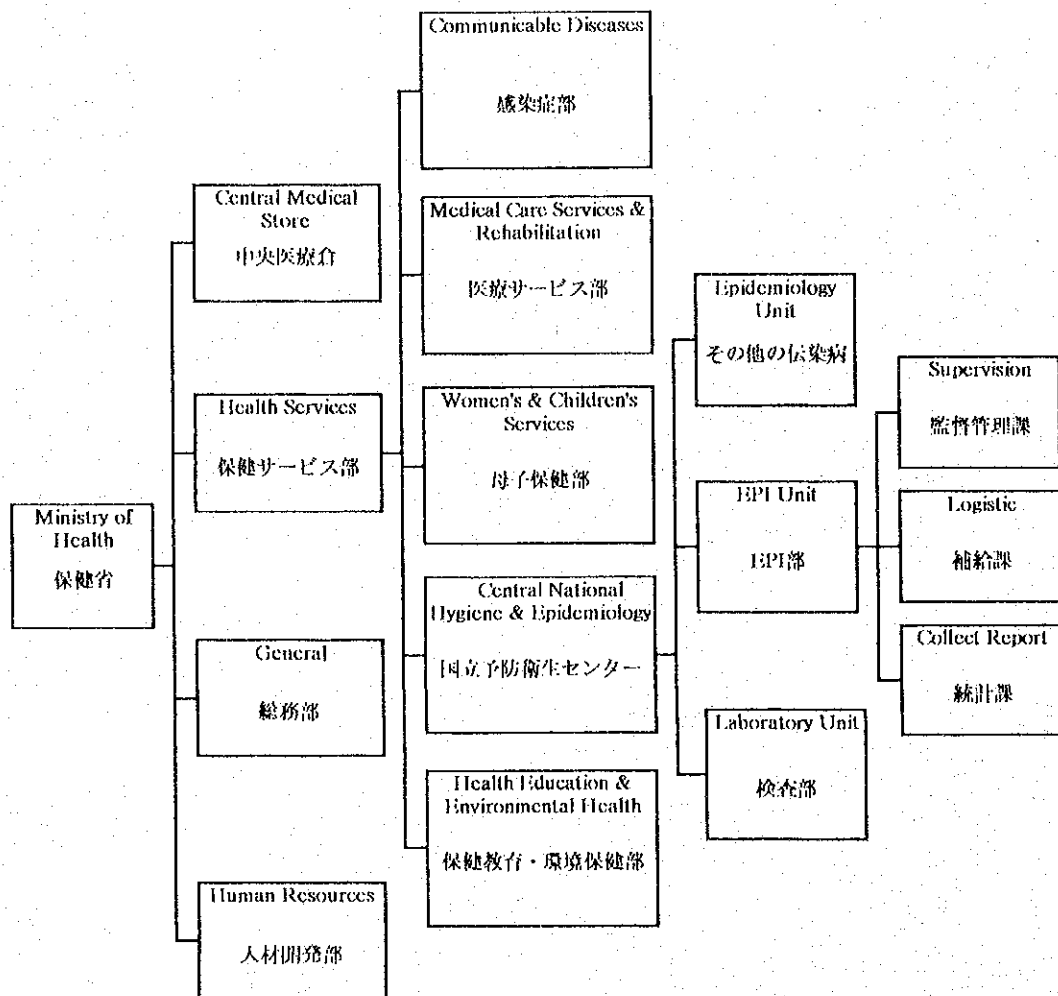 Ministry of
Health
保健省
Central Medical
Store
中央医療倉
Health Services
保健サービス部
General
総務部
Human Resources
人材開発部
Communicable Diseases
感染症部
Medical Care Services &
Rehabilitation
医療サービス部
Women's & Children's
Services
母子保健部
Central National
Hygiene & Epidemiology
国立予防衛生センター
Health Education &
Environmental Health
保健教育・環境保健部
Epidemiology
Unit
その他の伝染病
EPI Unit
EPI部
Laboratory Unit
検査部
Supervision
監督管理課
Logistic
補給課
Collect Report
統計課